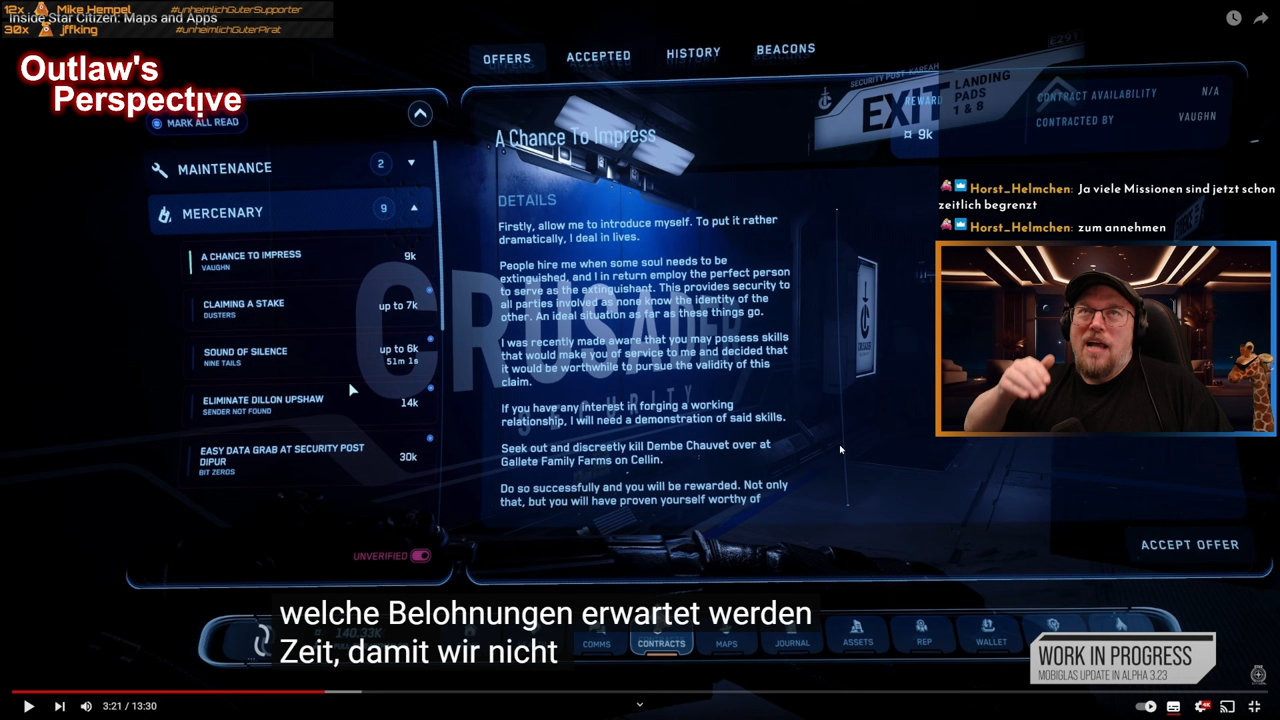 Inside Star Citizen: Maps and Apps
12x Mike Hempel #unheimlichGuterSupporter
30x jffking #unheimlichGuterPirat
Outlaw's
Perspective
OFFERS
ACCEPTED
HISTORY
BEACONS
MARK ALL READ
MAINTENANCE 2
MERCENARY 9
A CHANCE TO IMPRESS 9k
VAUGHN
CLAIMING A STAKE up to 7k
DUSTERS
SOUND OF SILENCE up to 6k
NINE TAILS 51m 1s
ELIMINATE DILLON UPSHAW 14k
SENDER NOT FOUND
EASY DATA GRAB AT SECURITY POST
DIPUR 30k
BIT ZEROS
UNVERIFIED
A Chance To Impress
REWARD
¤ 9k
CONTRACT AVAILABILITY N/A
CONTRACTED BY VAUGHN
SECURITY POST KAREAH
E291
EXIT
LANDING
PADS
1 & 8
DETAILS
Firstly, allow me to introduce myself. To put it rather
dramatically, I deal in lives.
People hire me when some soul needs to be
extinguished, and I in return employ the perfect person
to serve as the extinguishant. This provides security to
all parties involved as none know the identity of the
other. An ideal situation as far as these things go.
I was recently made aware that you may possess skills
that would make you of service to me and decided that
it would be worthwhile to pursue the validity of this
claim.
If you have any interest in forging a working
relationship, I will need a demonstration of said skills.
Seek out and discreetly kill Dembe Chauvet over at
Gallete Family Farms on Cellin.
Do so successfully and you will be rewarded. Not only
that, but you will have proven yourself worthy of
CRUSADER
SECURITY
Horst_Helmchen: Ja viele Missionen sind jetzt schon
zeitlich begrenzt
Horst_Helmchen: zum annehmen
ACCEPT OFFER
welche Belohnungen erwartet werden
Zeit, damit wir nicht
140.33K
COMMS
CONTRACTS
MAPS
JOURNAL
ASSETS
REP
WALLET
WORK IN PROGRESS
MOBIGLAS UPDATE IN ALPHA 3.23
3:21 / 13:30
4K